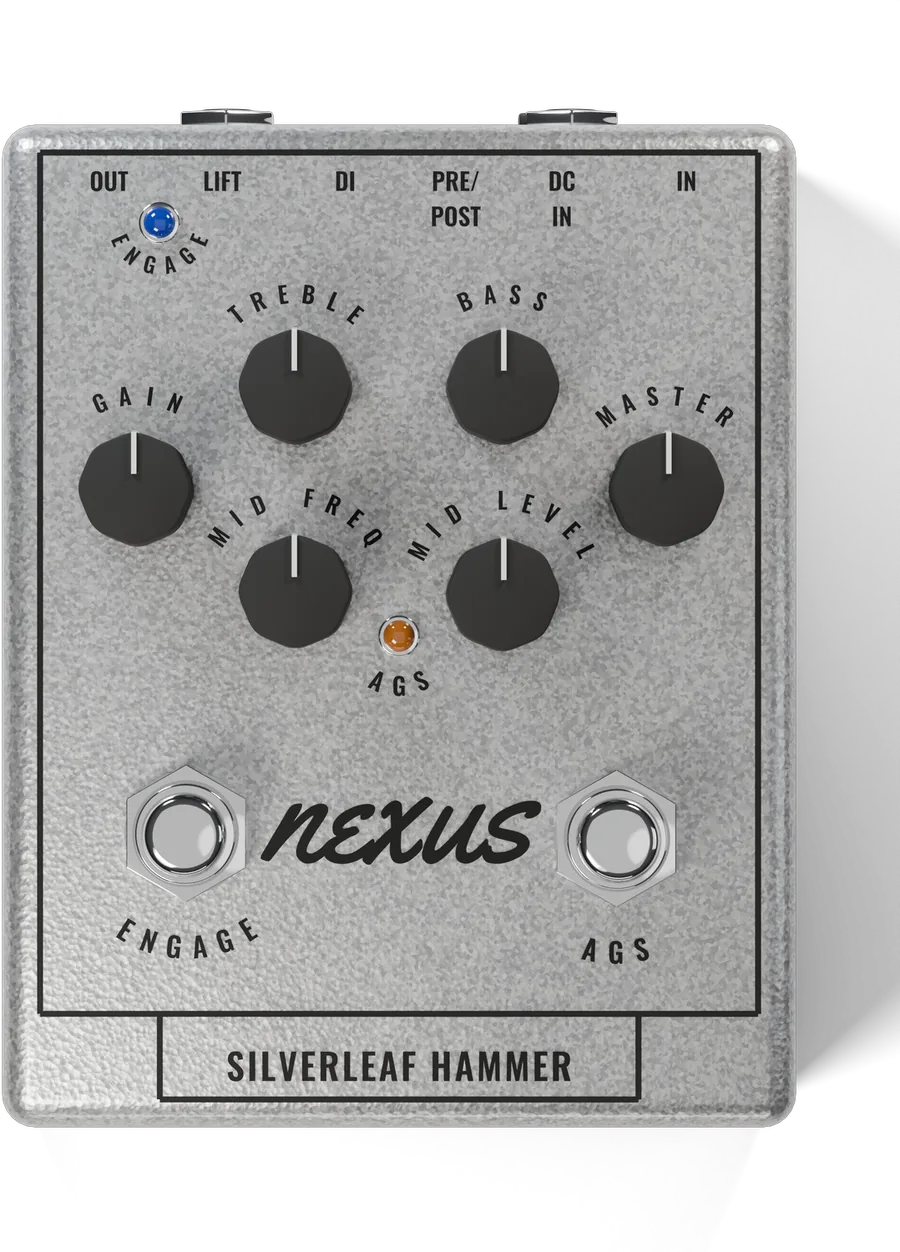 OUT LIFT DI PRE/ DC IN
POST IN
ENGAGE
TREBLE BASS
GAIN MASTER
MID FREQ MID LEVEL
AGS
NEXUS
ENGAGE AGS
SILVERLEAF HAMMER